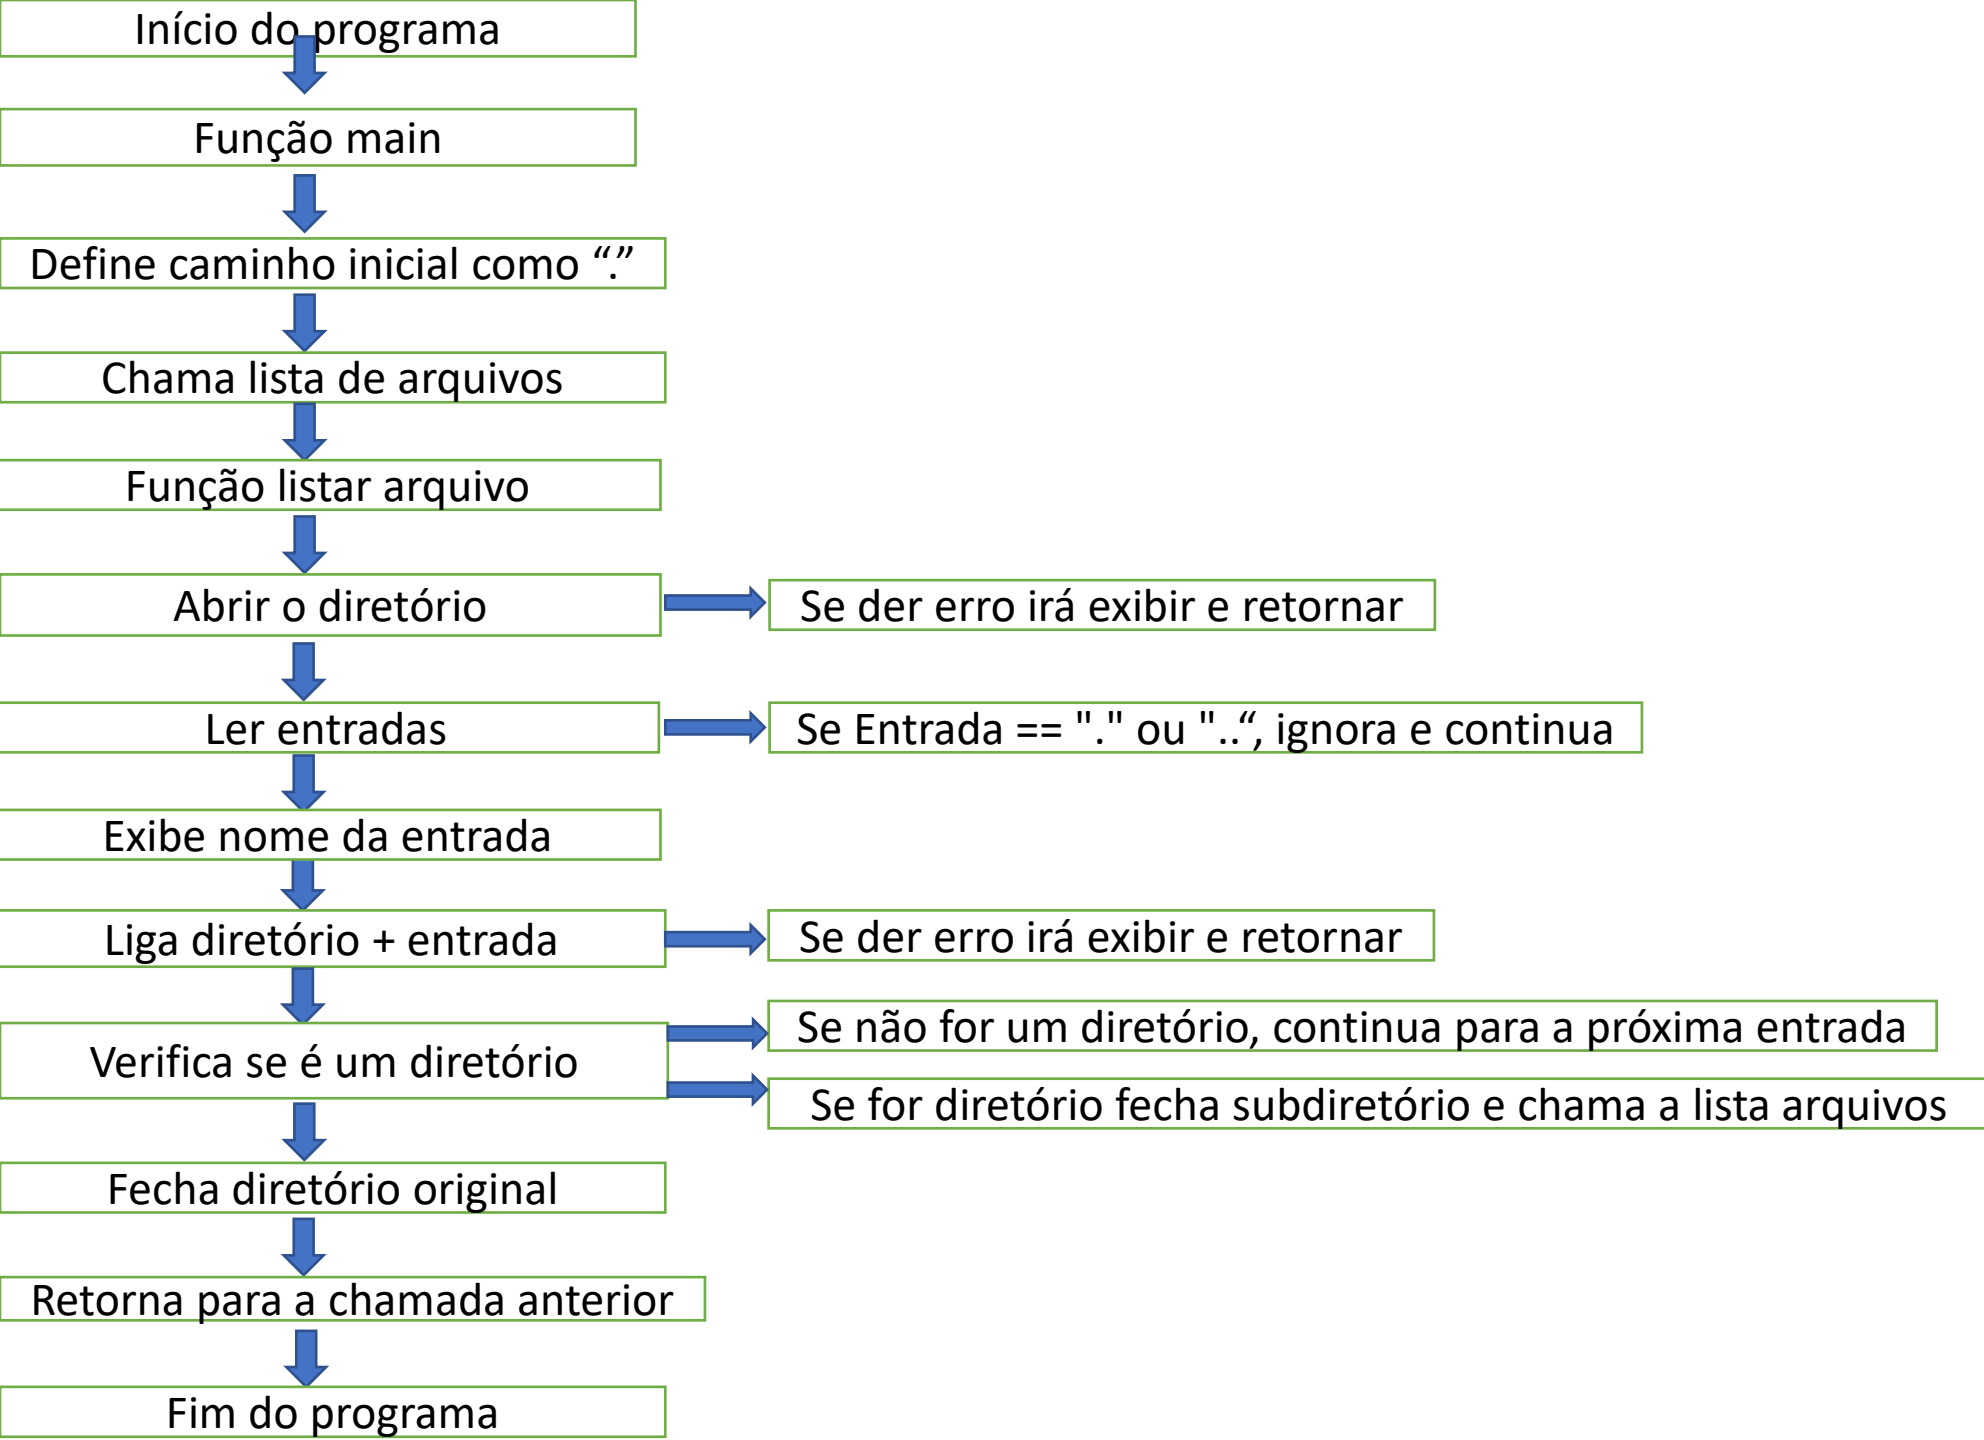 Início do programa
Função main
Define caminho inicial como “.”
Chama lista de arquivos
Função listar arquivo
Abrir o diretório
Se der erro irá exibir e retornar
Ler entradas
Se Entrada == "." ou "..“, ignora e continua
Exibe nome da entrada
Liga diretório + entrada
Se der erro irá exibir e retornar
Verifica se é um diretório
Se não for um diretório, continua para a próxima entrada
Se for diretório fecha subdiretório e chama a lista arquivos
Fecha diretório original
Retorna para a chamada anterior
Fim do programa